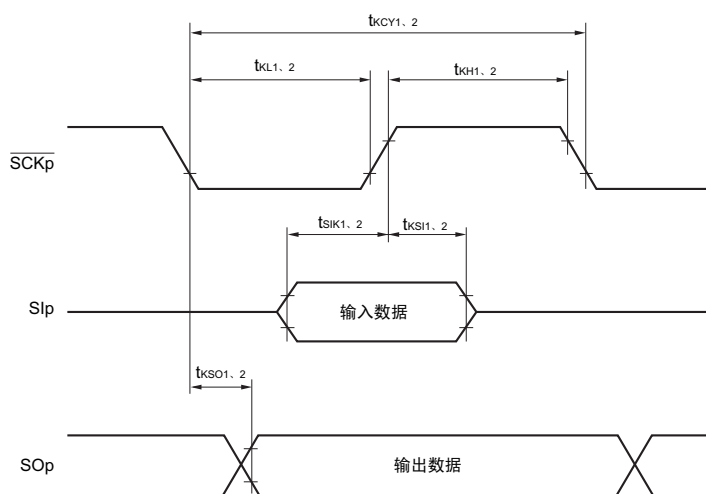 tKCY1、2
tKL1、2
tKH1、2
SCKp
tSIK1、2
tKSI1、2
SIp
输入数据
tKSO1、2
SOp
输出数据